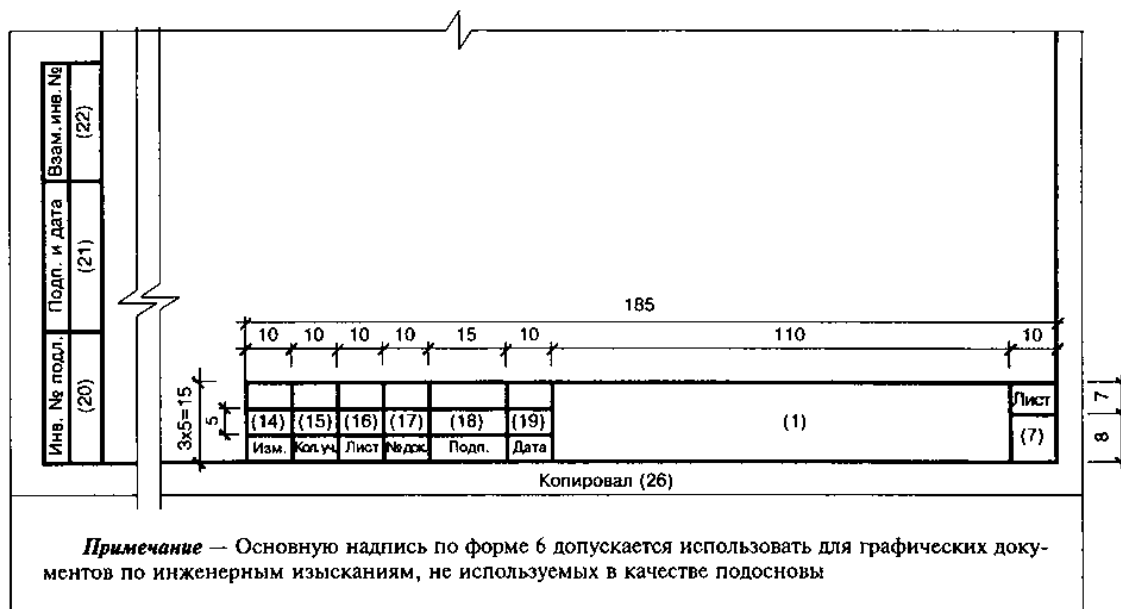 Взам. инв. №
(22)
Подп. и дата
(21)
Инв. № подл.
(20)
185
10 10 10 10 15 10 110 10
3x5=15
5
Лист
7
(14) (15) (16) (17) (18) (19) (1)
(7)
8
Изм. Кол.уч. Лист №док. Подп. Дата
Копировал (26)
Примечание — Основную надпись по форме 6 допускается использовать для графических доку-
ментов по инженерным изысканиям, не используемых в качестве подосновы